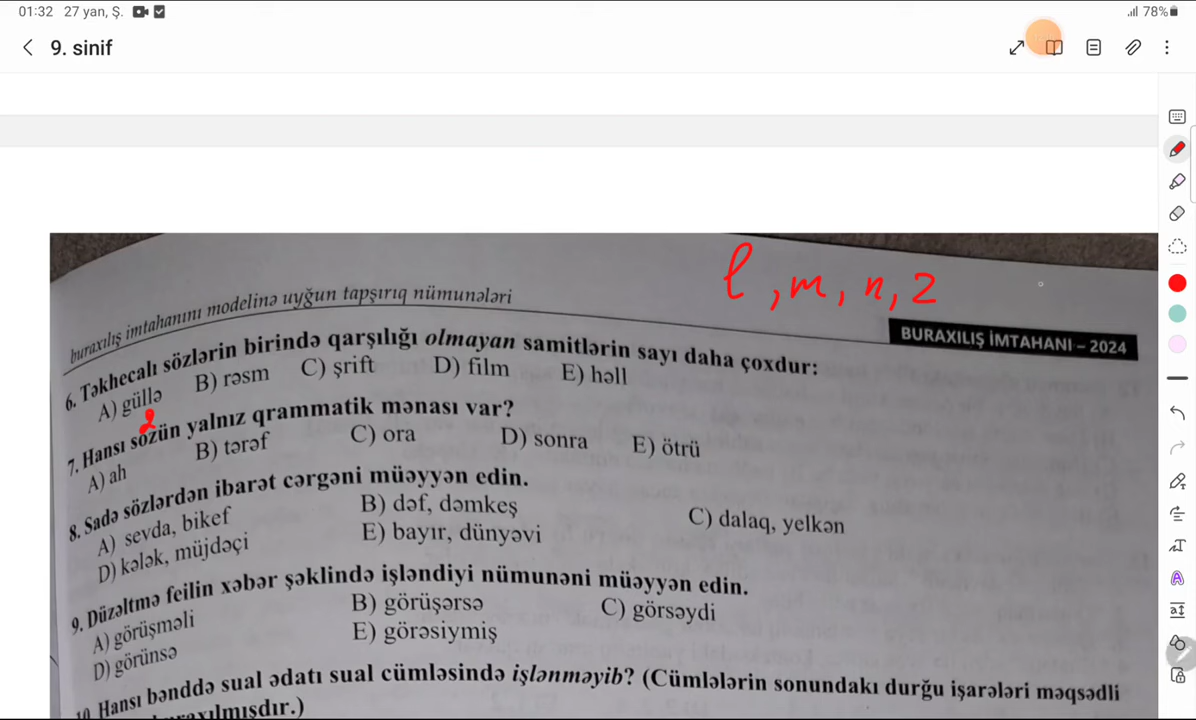 01:32 27 yan, Ş.
78%
9. sinif
l, m, n, 2
buraxılış imtahanını modelinə uyğun tapşırıq nümunələri
BURAXILIŞ İMTAHANI – 2024
6. Təkhecalı sözlərin birində qarşılığı olmayan samitlərin sayı daha çoxdur:
A) güllə B) rəsm C) şrift D) film E) həll
2
7. Hansı sözün yalnız qrammatik mənası var?
A) ah B) tərəf C) ora D) sonra E) ötrü
8. Sadə sözlərdən ibarət cərgəni müəyyən edin.
A) sevda, bikef B) dəf, dəmkeş C) dalaq, yelkən
D) kələk, müjdəçi E) bayır, dünyəvi
9. Düzəltmə feilin xəbər şəklində işləndiyi nümunəni müəyyən edin.
A) görüşməli B) görüşərsə C) görsəydi
D) görünsə E) görəsiymiş
10. Hansı bənddə sual ədatı sual cümləsində işlənməyib? (Cümlələrin sonundakı durğu işarələri məqsədli